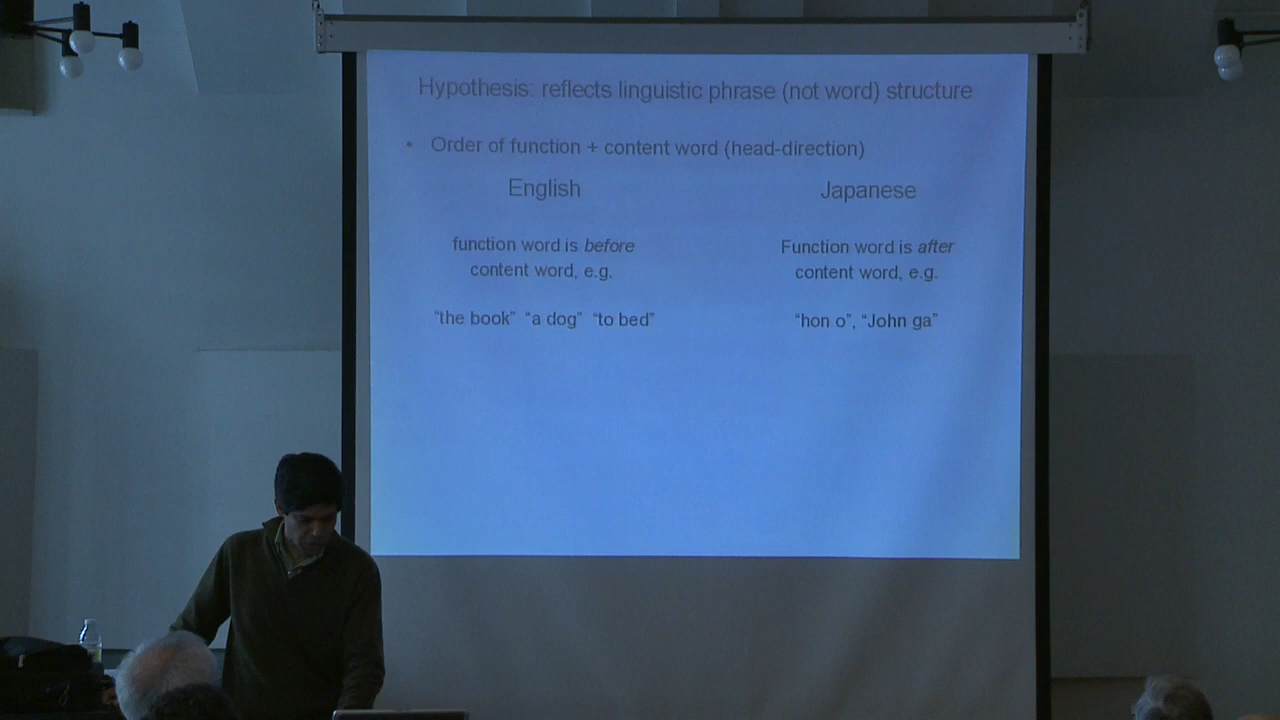 Hypothesis: reflects linguistic phrase (not word) structure
• Order of function + content word (head-direction)
English
Japanese
function word is before
content word, e.g.
Function word is after
content word, e.g.
“the book” “a dog” “to bed”
“hon o”, “John ga”